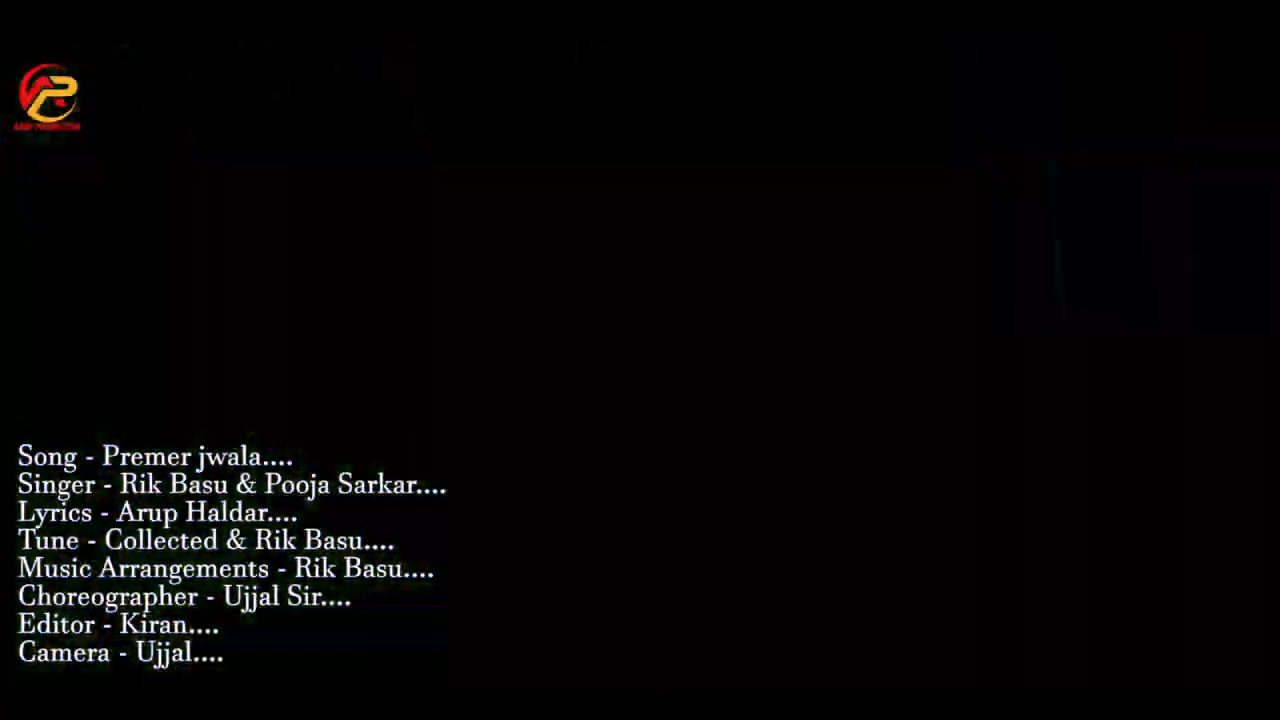 Song - Premer jwala....
Singer - Rik Basu & Pooja Sarkar....
Lyrics - Arup Haldar....
Tune - Collected & Rik Basu....
Music Arrangements - Rik Basu....
Choreographer - Ujjal Sir....
Editor - Kiran....
Camera - Ujjal....